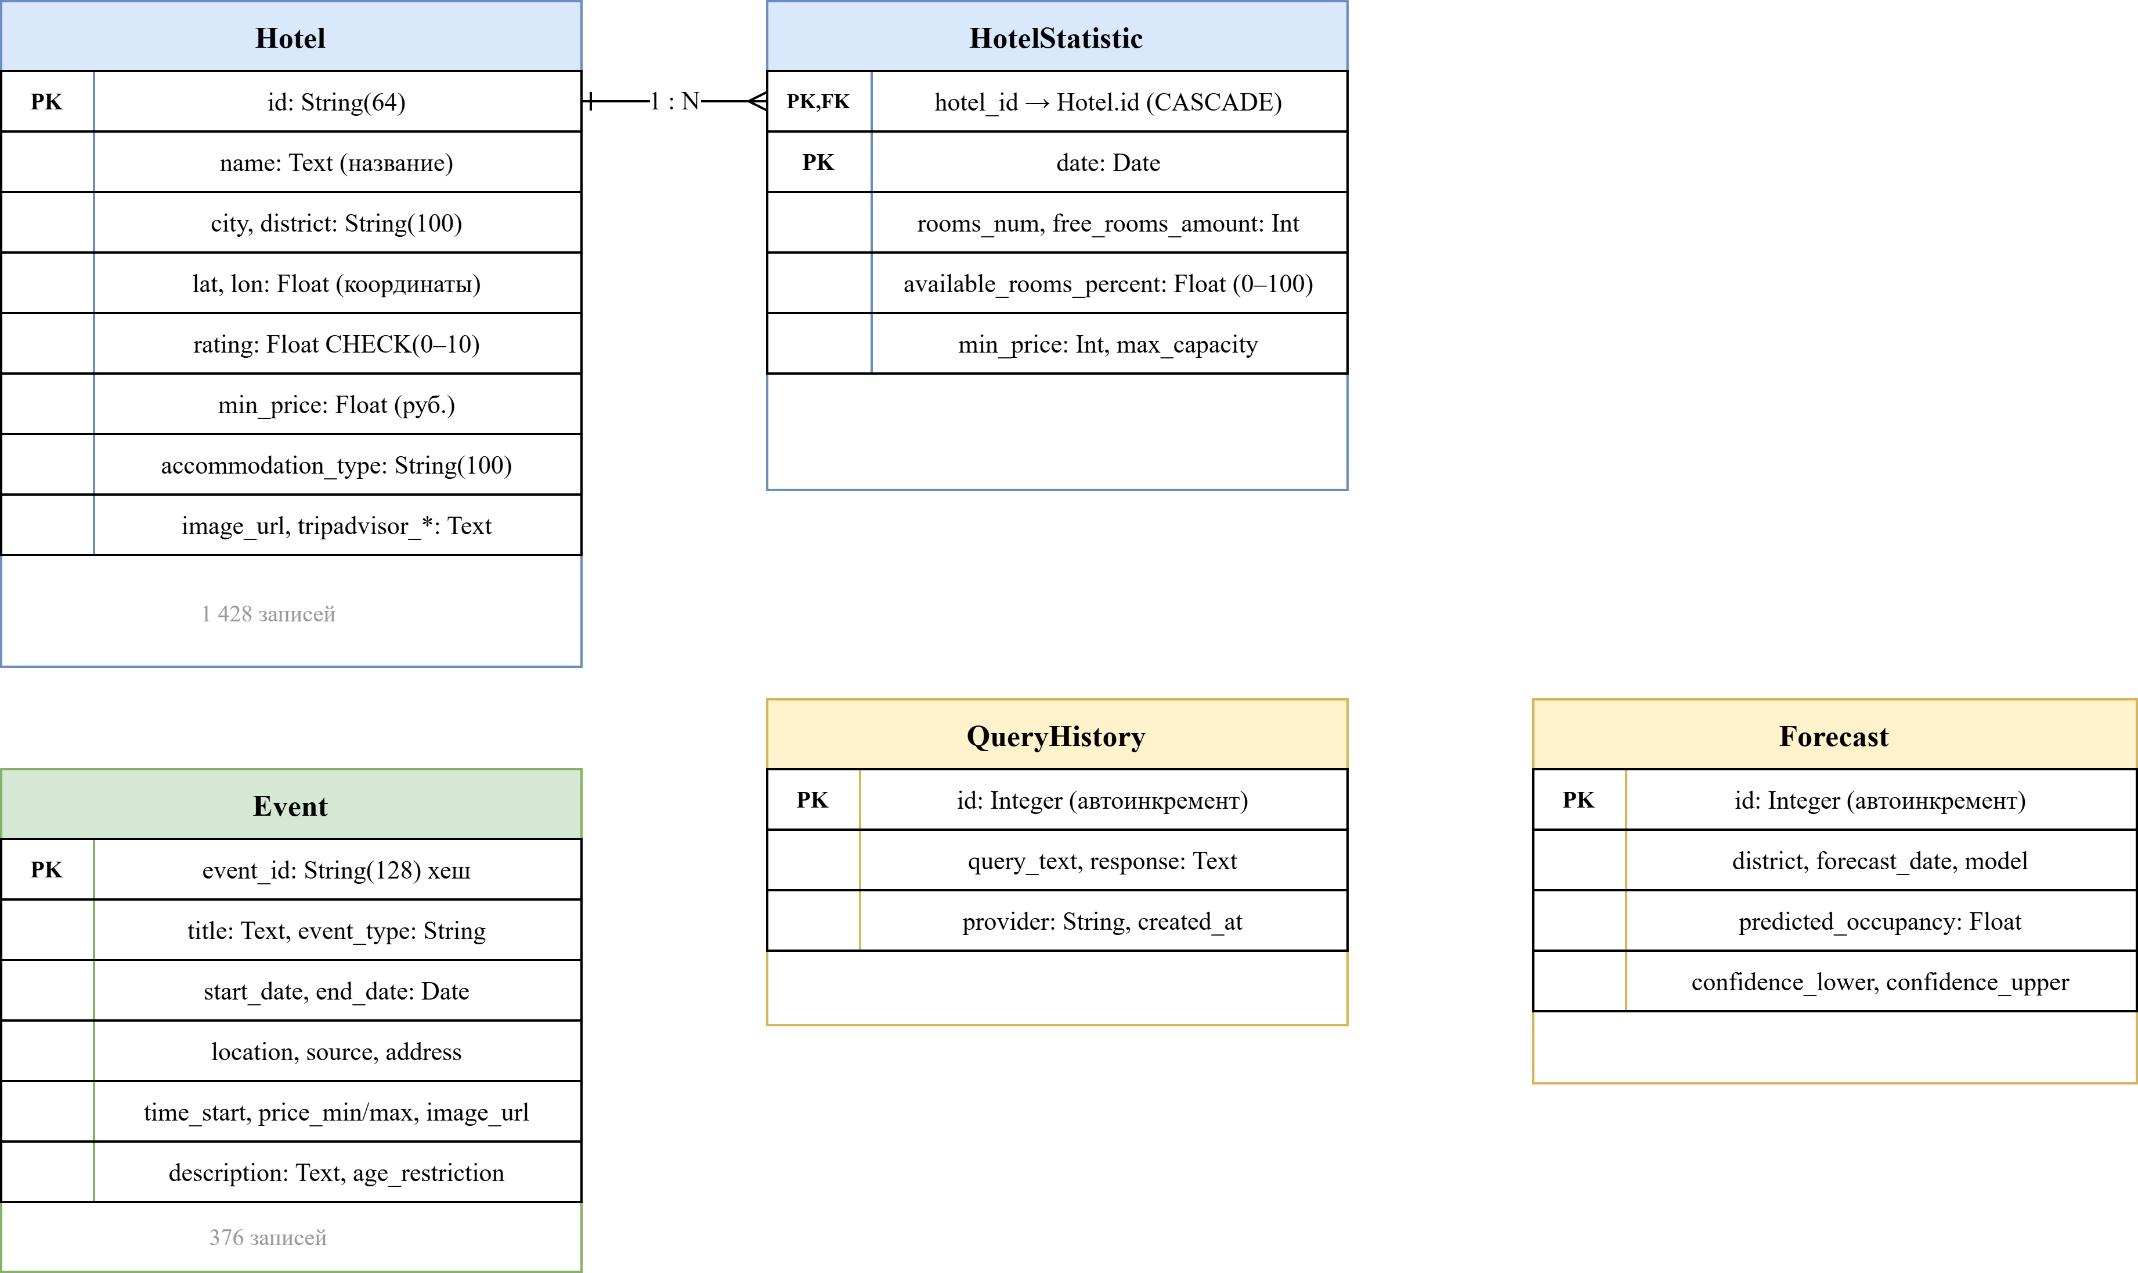 Hotel
PK id: String(64)
name: Text (название)
city, district: String(100)
lat, lon: Float (координаты)
rating: Float CHECK(0–10)
min_price: Float (руб.)
accommodation_type: String(100)
image_url, tripadvisor_*: Text
1 428 записей
1 : N
HotelStatistic
PK,FK hotel_id → Hotel.id (CASCADE)
PK date: Date
rooms_num, free_rooms_amount: Int
available_rooms_percent: Float (0–100)
min_price: Int, max_capacity
Event
PK event_id: String(128) хеш
title: Text, event_type: String
start_date, end_date: Date
location, source, address
time_start, price_min/max, image_url
description: Text, age_restriction
376 записей
QueryHistory
PK id: Integer (автоинкремент)
query_text, response: Text
provider: String, created_at
Forecast
PK id: Integer (автоинкремент)
district, forecast_date, model
predicted_occupancy: Float
confidence_lower, confidence_upper